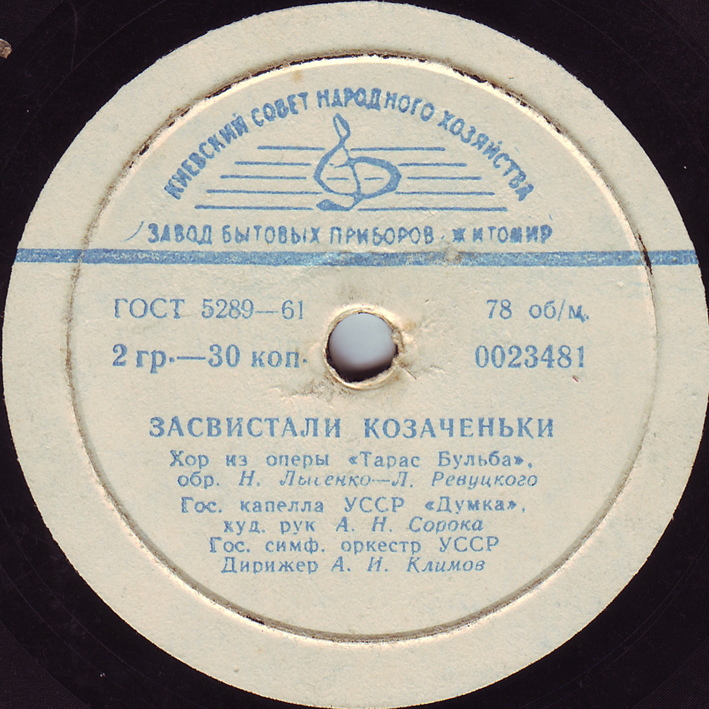 КИЕВСКИЙ СОВЕТ НАРОДНОГО ХОЗЯЙСТВА
ЗАВОД БЫТОВЫХ ПРИБОРОВ · ЖИТОМИР
ГОСТ 5289—61
78 об/м.
2 гр.—30 коп.
0023481
ЗАСВИСТАЛИ КОЗАЧЕНЬКИ
Хор из оперы «Тарас Бульба»,
обр. Н. Лысенко—Л. Ревуцкого
Гос. капелла УССР «Думка»,
худ. рук А. Н. Сорока
Гос. симф. оркестр УССР
Дирижер А. И. Климов